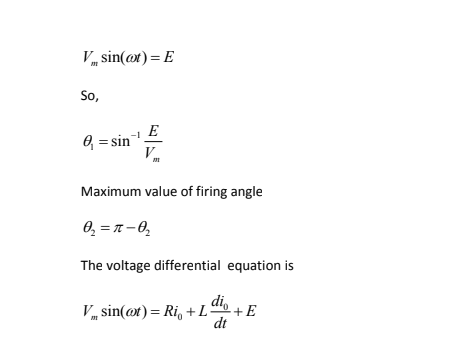 V_m sin(ωt) = E
So,
θ_1 = sin^{-1} E/V_m
Maximum value of firing angle
θ_2 = π − θ_2
The voltage differential equation is
V_m sin(ωt) = Ri_0 + L di_0/dt + E